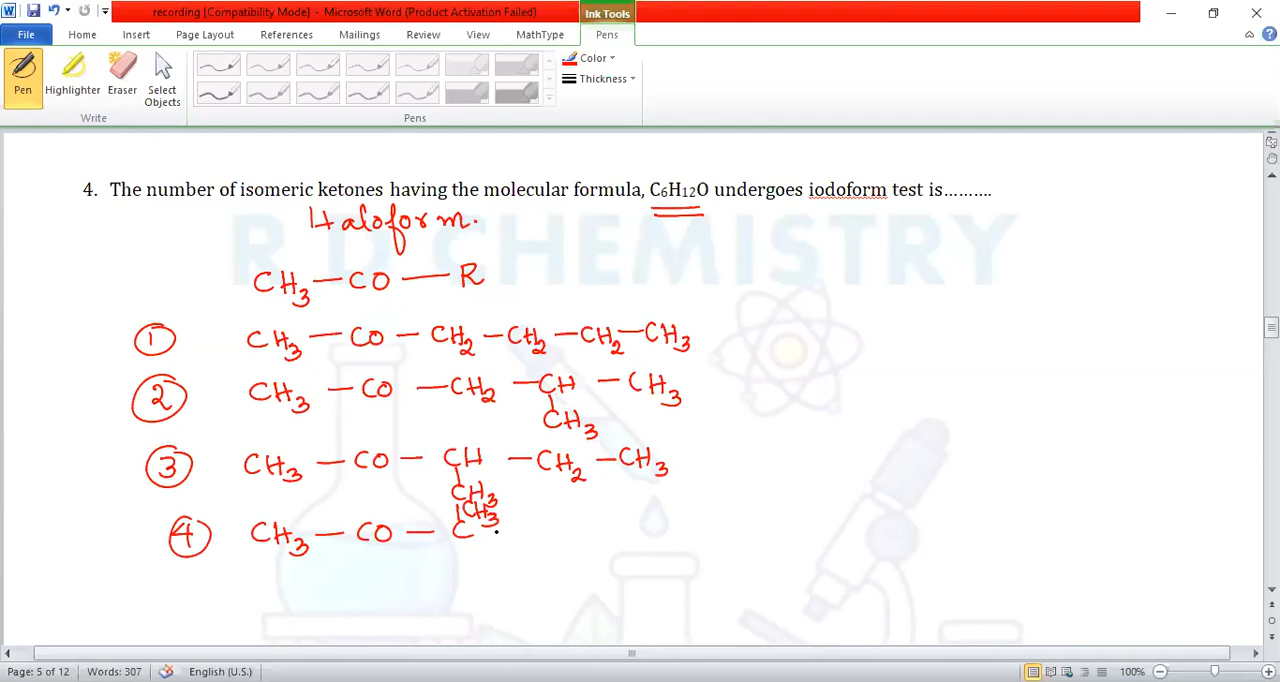 recording [Compatibility Mode] - Microsoft Word (Product Activation Failed)
Ink Tools
File Home Insert Page Layout References Mailings Review View MathType Pens
Pen Highlighter Eraser Select Objects
Color
Thickness
Write
Pens
R D CHEMISTRY
4. The number of isomeric ketones having the molecular formula, C₆H₁₂O undergoes iodoform test is..........
Haloform.
CH₃ — CO — R
① CH₃ — CO — CH₂ — CH₂ — CH₂ — CH₃
② CH₃ — CO — CH₂ — CH — CH₃
CH₃
③ CH₃ — CO — CH — CH₂ — CH₃
CH₃
CH₃
④ CH₃ — CO — C
Page: 5 of 12 Words: 307 English (U.S.) 100%